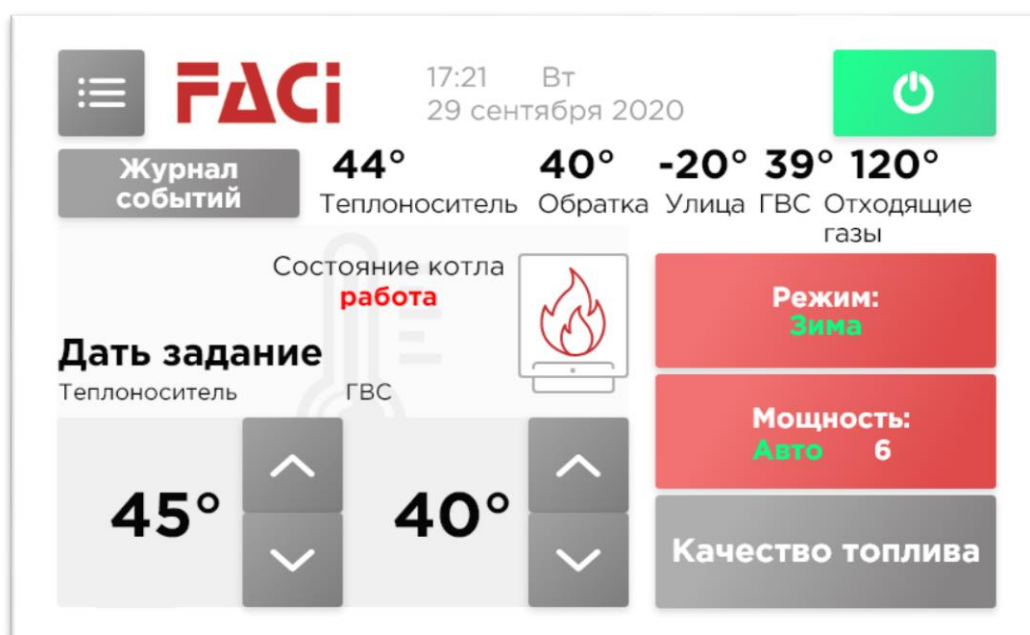 FACi
17:21 Вт
29 сентября 2020
Журнал
событий
44° 40° -20° 39° 120°
Теплоноситель Обратка Улица ГВС Отходящие
газы
Состояние котла
работа
Режим:
Зима
Дать задание
Теплоноситель ГВС
Мощность:
Авто 6
45° 40°
Качество топлива